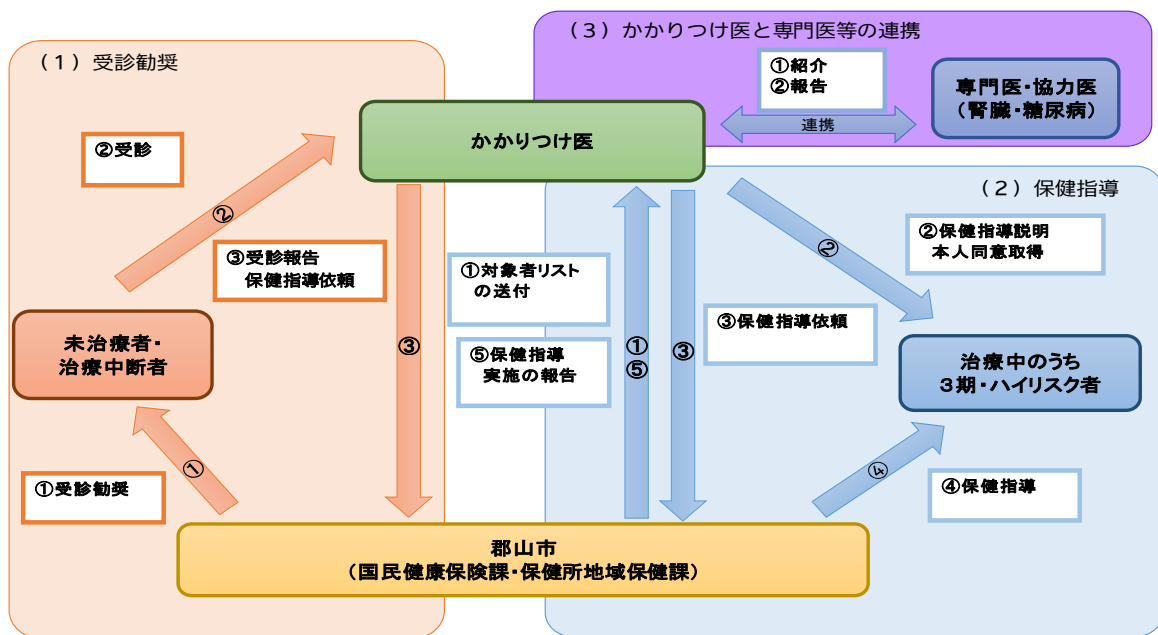 (1)受診勧奨
(3)かかりつけ医と専門医等の連携
①紹介
②報告
専門医・協力医
(腎臓・糖尿病)
連携
かかりつけ医
②受診
②
③受診報告
保健指導依頼
③
未治療者・
治療中断者
①
①受診勧奨
(2)保健指導
①対象者リスト
の送付
⑤保健指導
実施の報告
①
⑤
③
③保健指導依頼
②
②保健指導説明
本人同意取得
治療中のうち
3期・ハイリスク者
④
④保健指導
郡山市
(国民健康保険課・保健所地域保健課)